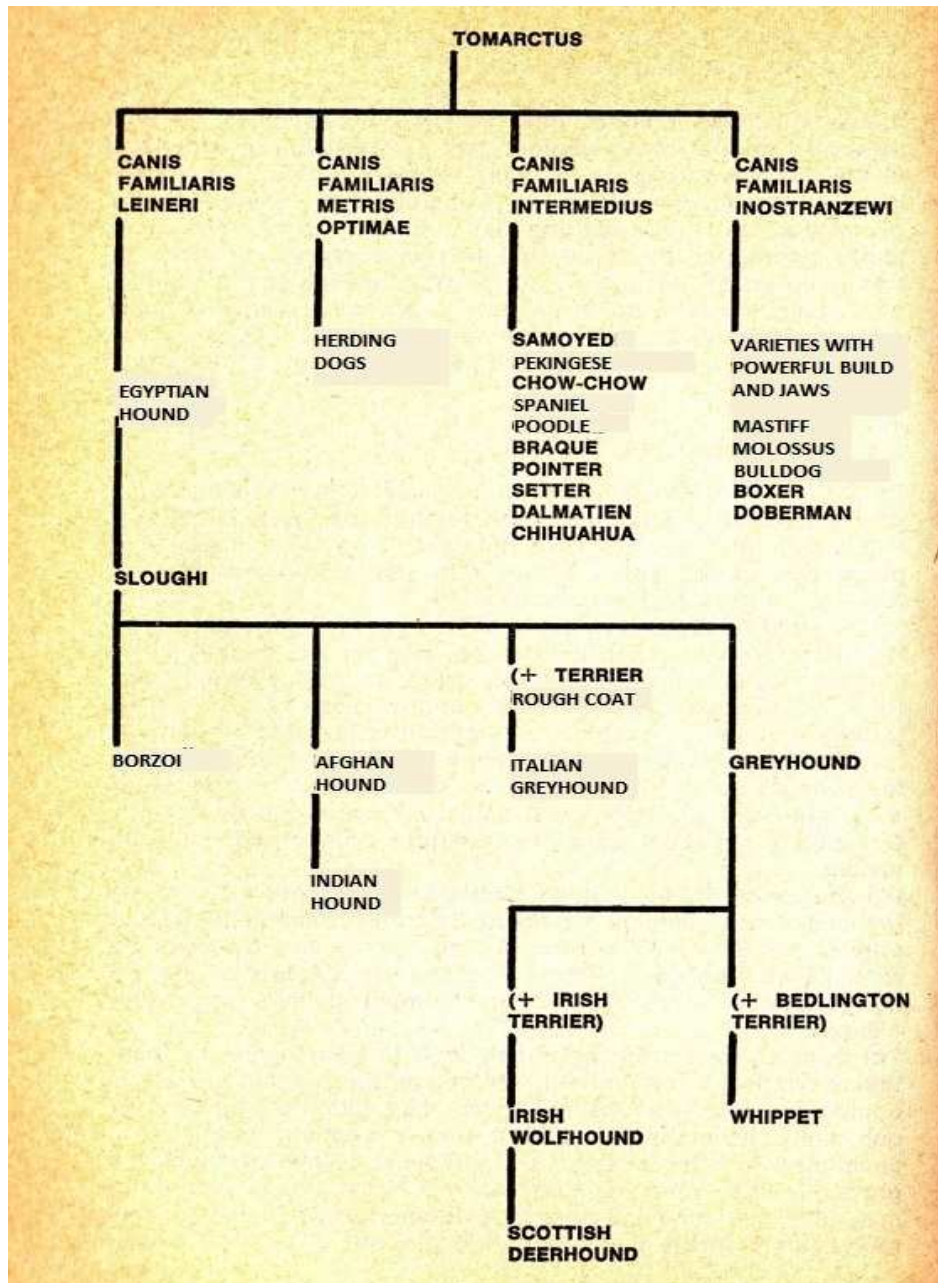 TOMARCTUS
CANIS
FAMILIARIS
LEINERI
CANIS
FAMILIARIS
METRIS
OPTIMAE
CANIS
FAMILIARIS
INTERMEDIUS
CANIS
FAMILIARIS
INOSTRANZEWI
EGYPTIAN
HOUND
HERDING
DOGS
SAMOYED
PEKINGESE
CHOW-CHOW
SPANIEL
POODLE
BRAQUE
POINTER
SETTER
DALMATIEN
CHIHUAHUA
VARIETIES WITH
POWERFUL BUILD
AND JAWS
MASTIFF
MOLOSSUS
BULLDOG
BOXER
DOBERMAN
SLOUGHI
BORZOI
AFGHAN
HOUND
INDIAN
HOUND
(+ TERRIER
ROUGH COAT
ITALIAN
GREYHOUND
GREYHOUND
(+ IRISH
TERRIER)
IRISH
WOLFHOUND
SCOTTISH
DEERHOUND
(+ BEDLINGTON
TERRIER)
WHIPPET